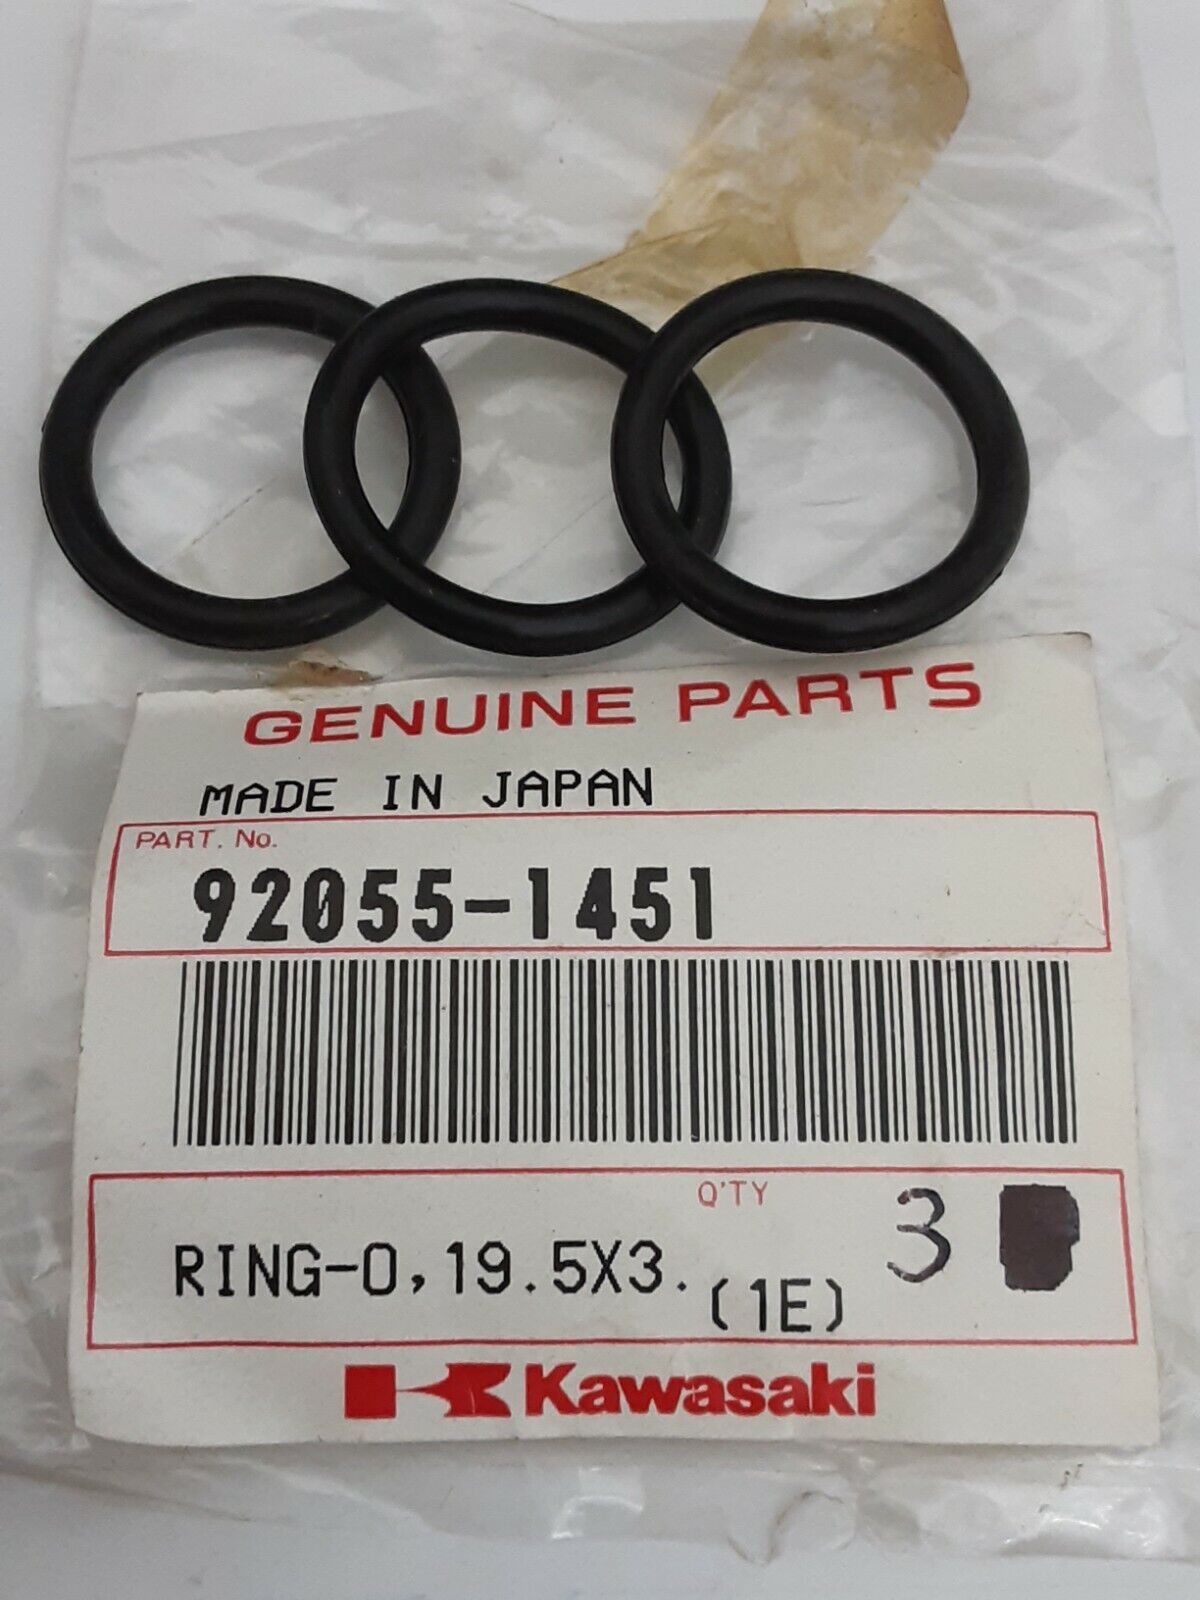 GENUINE PARTS
MADE IN JAPAN
PART. No.
92055-1451
Q'TY
3
RING-O,19.5X3.
(1E)
Kawasaki